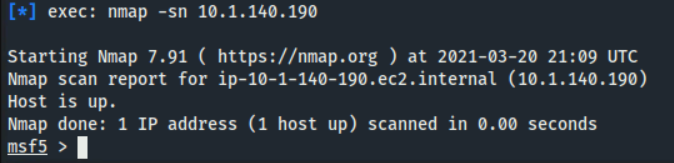 [*] exec: nmap -sn 10.1.140.190
Starting Nmap 7.91 ( https://nmap.org ) at 2021-03-20 21:09 UTC
Nmap scan report for ip-10-1-140-190.ec2.internal (10.1.140.190)
Host is up.
Nmap done: 1 IP address (1 host up) scanned in 0.00 seconds
msf5 >